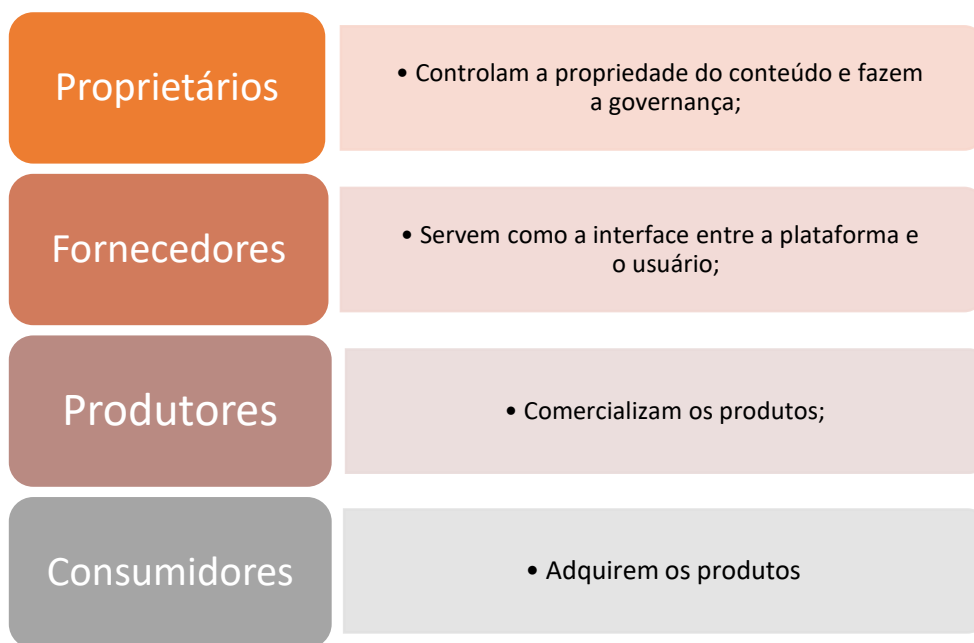 Proprietários
• Controlam a propriedade do conteúdo e fazem
a governança;
Fornecedores
• Servem como a interface entre a plataforma e
o usuário;
Produtores
• Comercializam os produtos;
Consumidores
• Adquirem os produtos